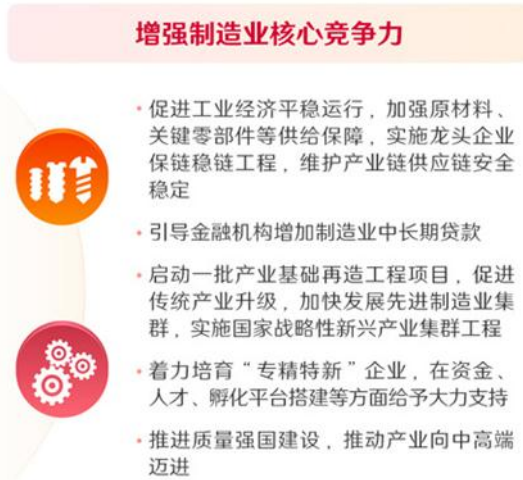 增强制造业核心竞争力
·促进工业经济平稳运行，加强原材料、
关键零部件等供给保障，实施龙头企业
保链稳链工程，维护产业链供应链安全
稳定
·引导金融机构增加制造业中长期贷款
·启动一批产业基础再造工程项目，促进
传统产业升级，加快发展先进制造业集
群，实施国家战略性新兴产业集群工程
·着力培育“专精特新”企业，在资金、
人才、孵化平台搭建等方面给予大力支持
·推进质量强国建设，推动产业向中高端
迈进